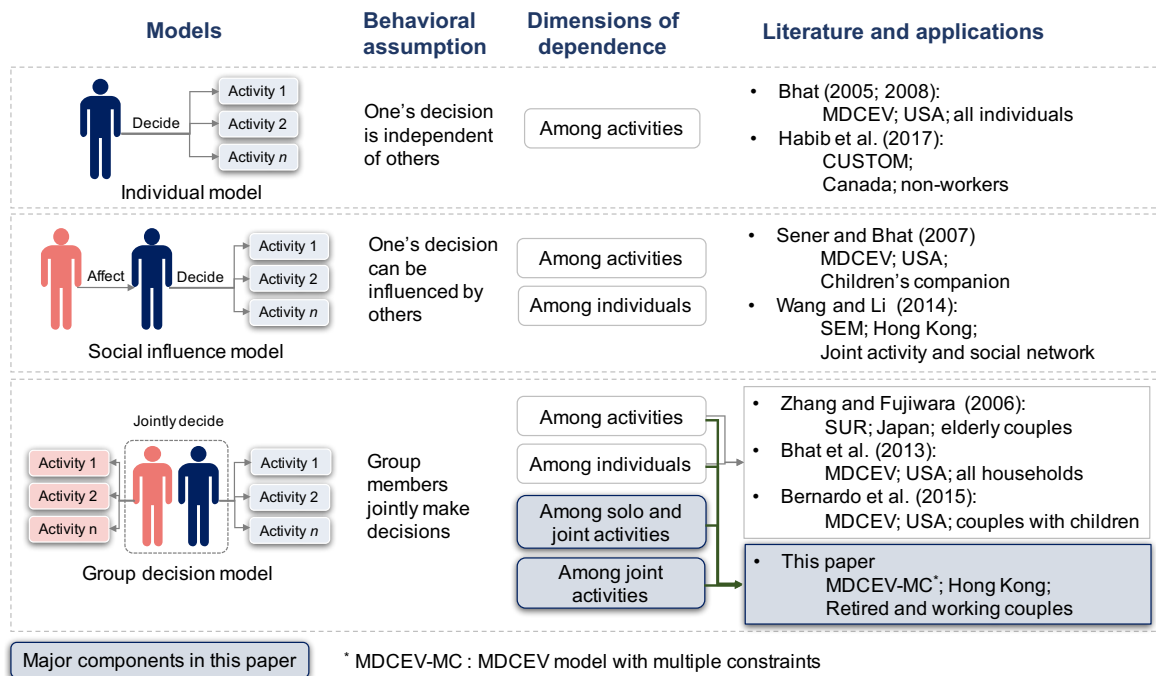 Models
Behavioral
assumption
Dimensions of
dependence
Literature and applications
Decide
Activity 1
Activity 2
Activity n
Individual model
One's decision
is independent
of others
Among activities
• Bhat (2005; 2008):
MDCEV; USA; all individuals
• Habib et al. (2017):
CUSTOM;
Canada; non-workers
Affect
Decide
Activity 1
Activity 2
Activity n
Social influence model
One's decision
can be
influenced by
others
Among activities
Among individuals
• Sener and Bhat (2007)
MDCEV; USA;
Children's companion
• Wang and Li (2014):
SEM; Hong Kong;
Joint activity and social network
Jointly decide
Activity 1
Activity 2
Activity n
Activity 1
Activity 2
Activity n
Group decision model
Group
members
jointly make
decisions
Among activities
Among individuals
Among solo and
joint activities
Among joint
activities
• Zhang and Fujiwara (2006):
SUR; Japan; elderly couples
• Bhat et al. (2013):
MDCEV; USA; all households
• Bernardo et al. (2015):
MDCEV; USA; couples with children
• This paper
MDCEV-MC*; Hong Kong;
Retired and working couples
Major components in this paper
* MDCEV-MC : MDCEV model with multiple constraints